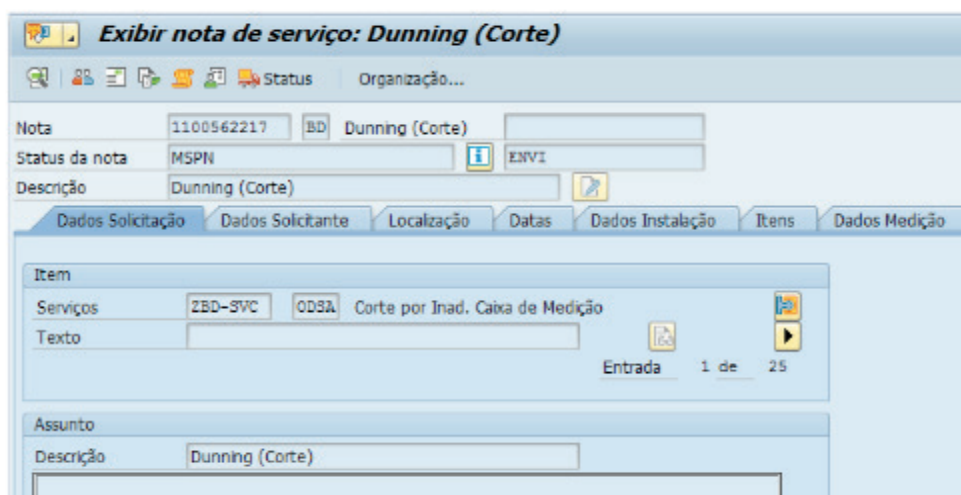 Exibir nota de serviço: Dunning (Corte)
Status Organização...
Nota 1100562217 BD Dunning (Corte)
Status da nota MSPN ENVI
Descrição Dunning (Corte)
Dados Solicitação Dados Solicitante Localização Datas Dados Instalação Itens Dados Medição
Item
Serviços ZBD-SVC ODSA Corte por Inad. Caixa de Medição
Texto
Entrada 1 de 25
Assunto
Descrição Dunning (Corte)